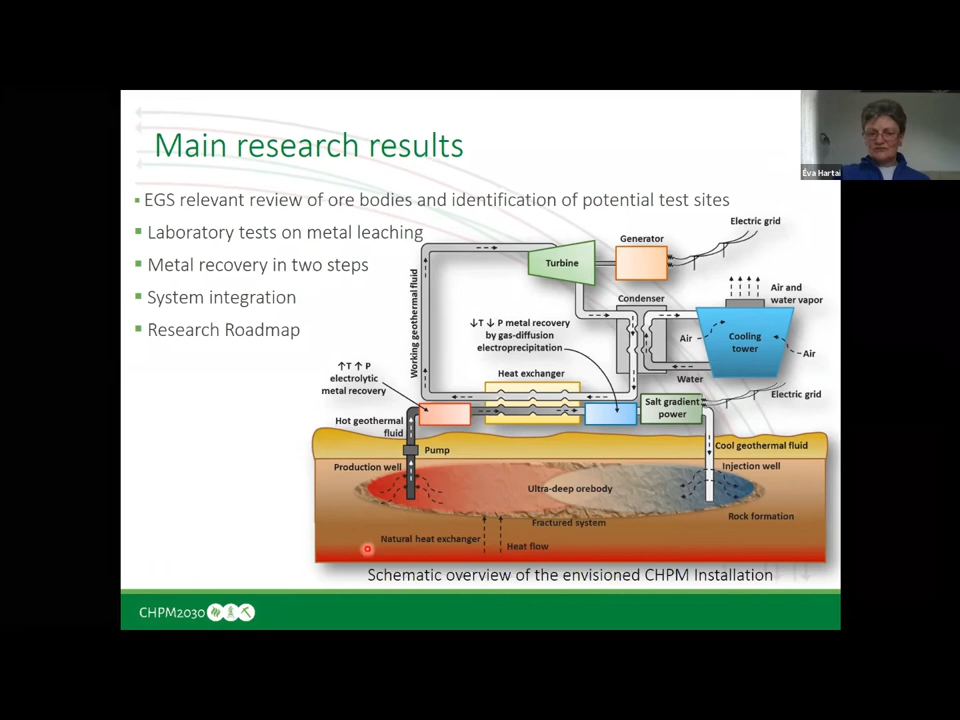 Main research results
Éva Hartai
EGS relevant review of ore bodies and identification of potential test sites
Laboratory tests on metal leaching
Metal recovery in two steps
System integration
Research Roadmap
Electric grid
Generator
Turbine
Condenser
Air and
water vapor
Working geothermal fluid
↓T ↓ P metal recovery
by gas-diffusion
electroprecipitation
Air
Cooling
tower
Air
Water
Heat exchanger
↑T ↑ P
electrolytic
metal recovery
Salt gradient
power
Electric grid
Hot geothermal
fluid
Pump
Cool geothermal fluid
Production well
Injection well
Ultra-deep orebody
Rock formation
Fractured system
Natural heat exchanger
Heat flow
Schematic overview of the envisioned CHPM Installation
CHPM2030